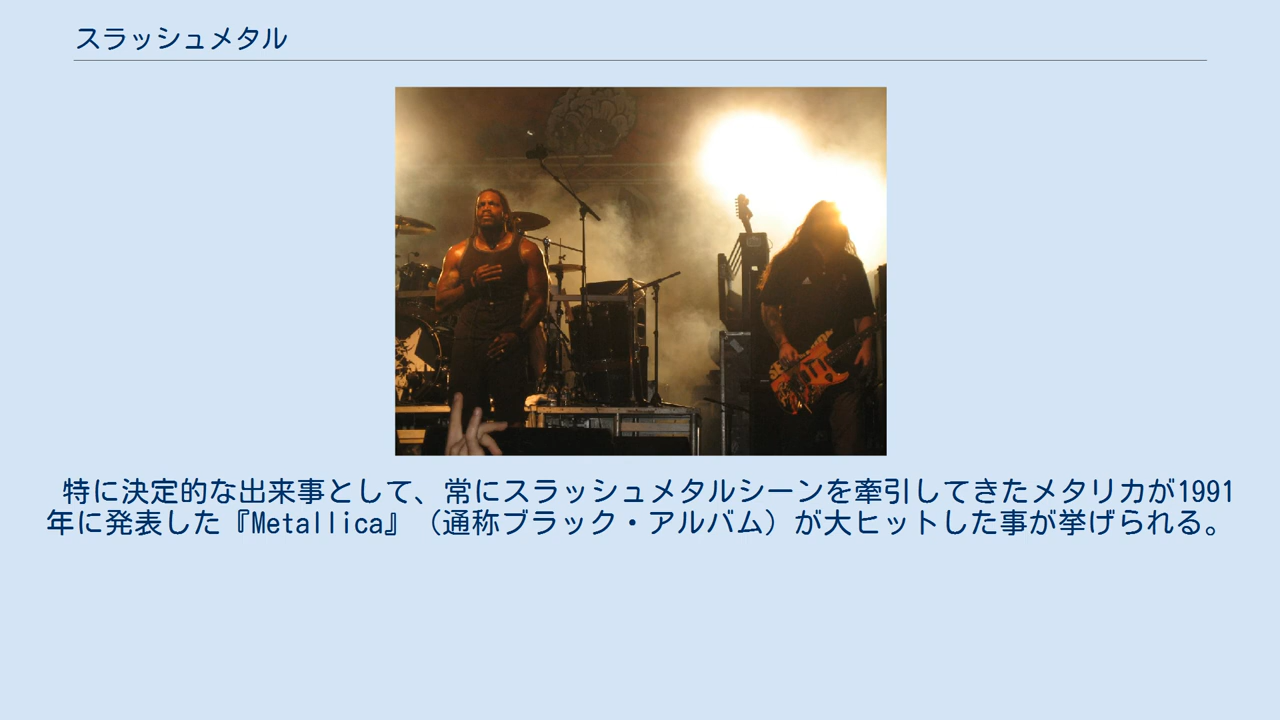 スラッシュメタル
特に決定的な出来事として、常にスラッシュメタルシーンを牽引してきたメタリカが1991
年に発表した『Metallica』（通称ブラック・アルバム）が大ヒットした事が挙げられる。